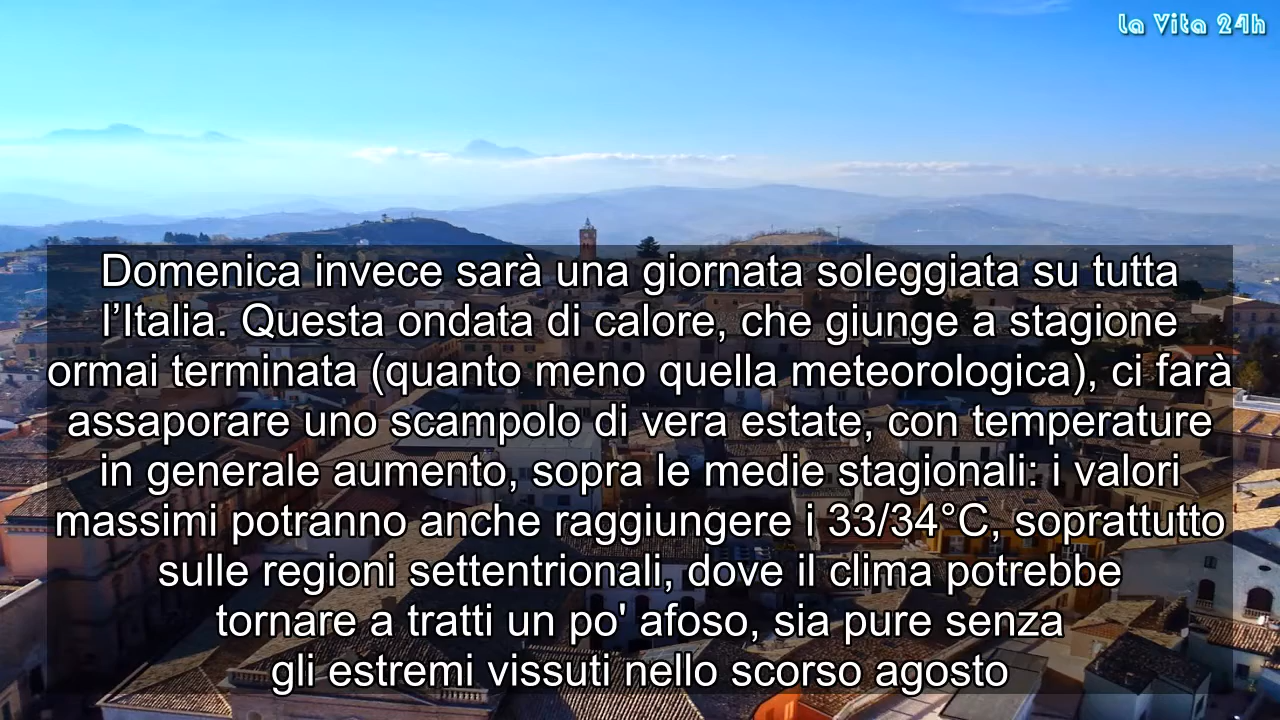 La Vita 24h
Domenica invece sarà una giornata soleggiata su tutta
l’Italia. Questa ondata di calore, che giunge a stagione
ormai terminata (quanto meno quella meteorologica), ci farà
assaporare uno scampolo di vera estate, con temperature
in generale aumento, sopra le medie stagionali: i valori
massimi potranno anche raggiungere i 33/34°C, soprattutto
sulle regioni settentrionali, dove il clima potrebbe
tornare a tratti un po' afoso, sia pure senza
gli estremi vissuti nello scorso agosto